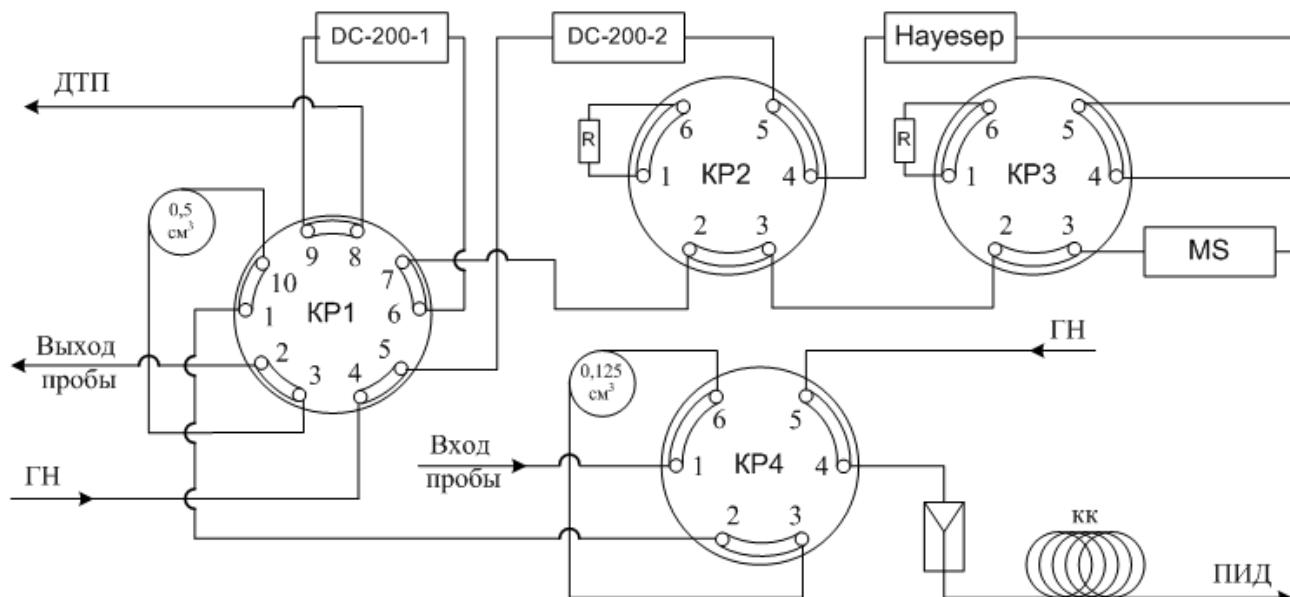 DC-200-1
DC-200-2
Hayesep
ДТП
R
6
5
1
КР2
4
2
3
R
6
5
1
КР3
4
2
3
MS
0,5
см³
9
8
10
7
1
КР1
6
2
5
3
4
Выход
пробы
ГН
ГН
0,125
см³
6
5
Вход
пробы
1
КР4
4
2
3
кк
ПИД